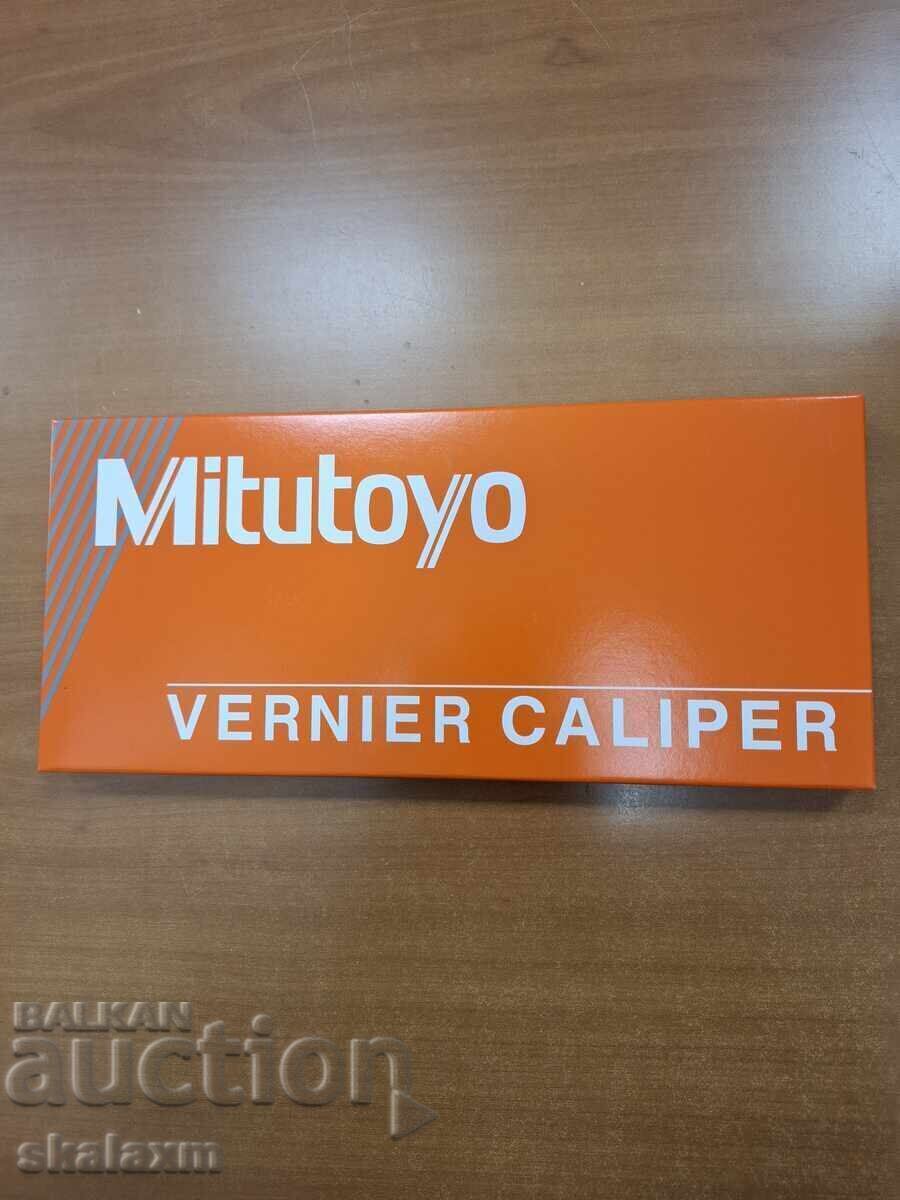 Mitutoyo
VERNIER CALIPER
BALKAN
auction
skalaxm